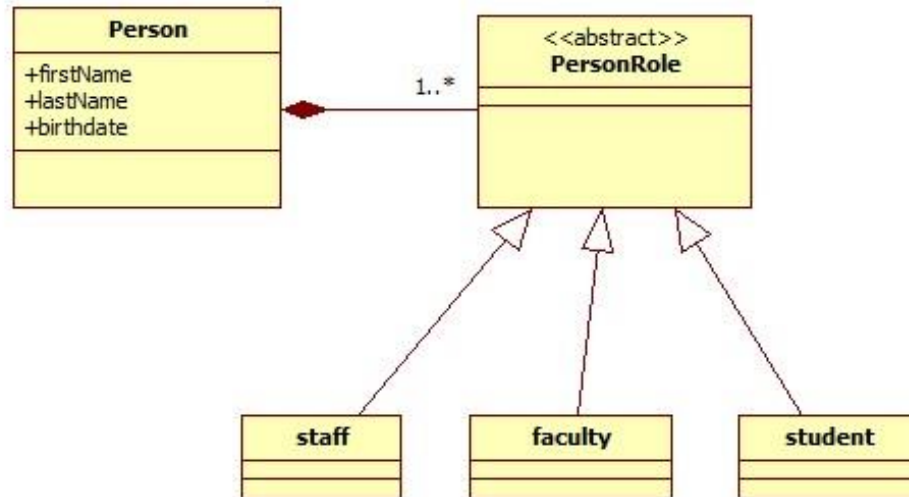 Person
+firstName
+lastName
+birthdate
1..*
<<abstract>>
PersonRole
staff
faculty
student